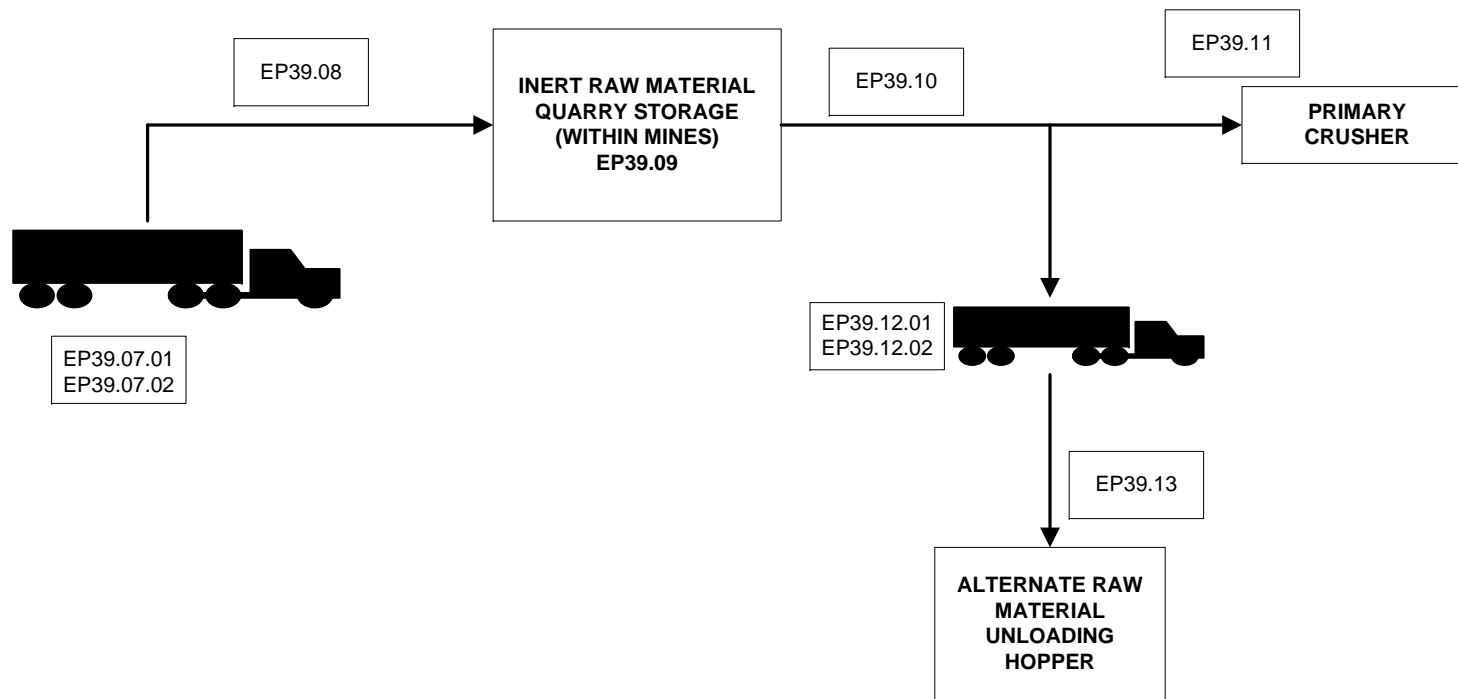 EP39.08
INERT RAW MATERIAL
QUARRY STORAGE
(WITHIN MINES)
EP39.09
EP39.10
EP39.11
PRIMARY
CRUSHER
EP39.07.01
EP39.07.02
EP39.12.01
EP39.12.02
EP39.13
ALTERNATE RAW
MATERIAL
UNLOADING
HOPPER